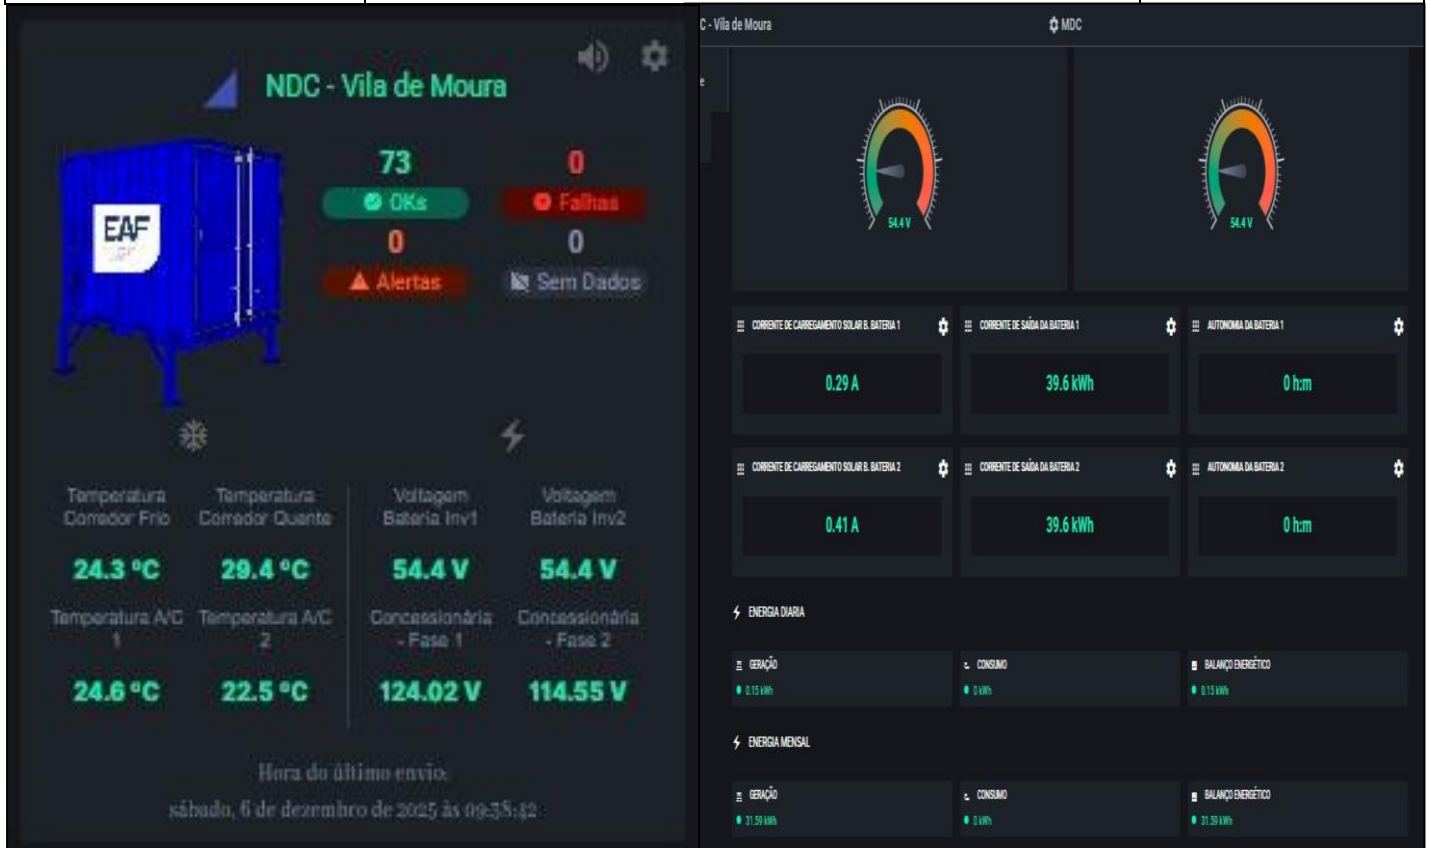 NDC - Vila de Moura
EAF
73
OKs
0
Falhas
0
Alertas
0
Sem Dados
Temperatura
Corredor Frio
24.3 ºC
Temperatura
Corredor Quente
29.4 ºC
Voltagem
Bateria Inv1
54.4 V
Voltagem
Bateria Inv2
54.4 V
Temperatura A/C
1
24.6 ºC
Temperatura A/C
2
22.5 ºC
Concessionária
- Fase 1
124.02 V
Concessionária
- Fase 2
114.55 V
Hora do último envio:
sábado, 6 de dezembro de 2025 às 09:38:42
C - Vila de Moura
MDC
e
54.4 V
54.4 V
CORRENTE DE CARREGAMENTO SOLAR B. BATERIA 1
0.29 A
CORRENTE DE SAÍDA DA BATERIA 1
39.6 kWh
AUTONOMIA DA BATERIA 1
0 h:m
CORRENTE DE CARREGAMENTO SOLAR B. BATERIA 2
0.41 A
CORRENTE DE SAÍDA DA BATERIA 2
39.6 kWh
AUTONOMIA DA BATERIA 2
0 h:m
ENERGIA DIARIA
GERAÇÃO
0.15 kWh
CONSUMO
0 kWh
BALANÇO ENERGÉTICO
0.15 kWh
ENERGIA MENSAL
GERAÇÃO
31.59 kWh
CONSUMO
0 kWh
BALANÇO ENERGÉTICO
31.59 kWh